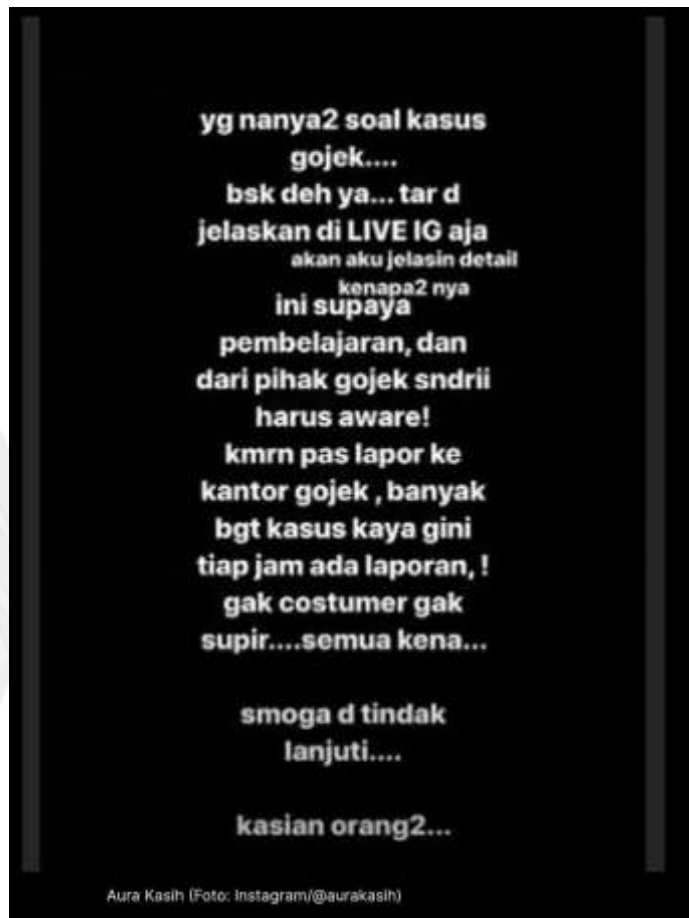 yg nanya2 soal kasus
gojek....
bsk deh ya... tar d
jelaskan di LIVE IG aja
akan aku jelasin detail
kenapa2 nya
ini supaya
pembelajaran, dan
dari pihak gojek sndrii
harus aware!
kmrn pas lapor ke
kantor gojek , banyak
bgt kasus kaya gini
tiap jam ada laporan, !
gak costumer gak
supir....semua kena...
smoga d tindak
lanjuti....
kasian orang2...
Aura Kasih (Foto: Instagram/@aurakasih)